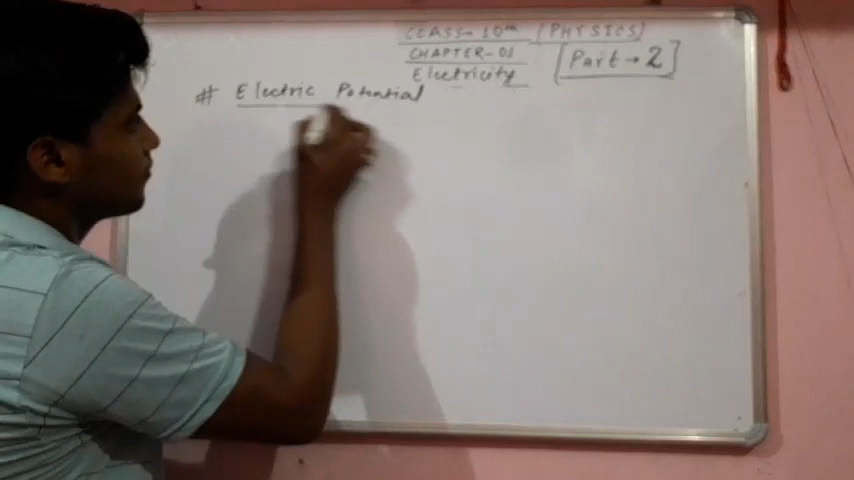 CLASS-10th (PHYSICS)
CHAPTER-01
Electricity [Part → 2]
# Electric Potential